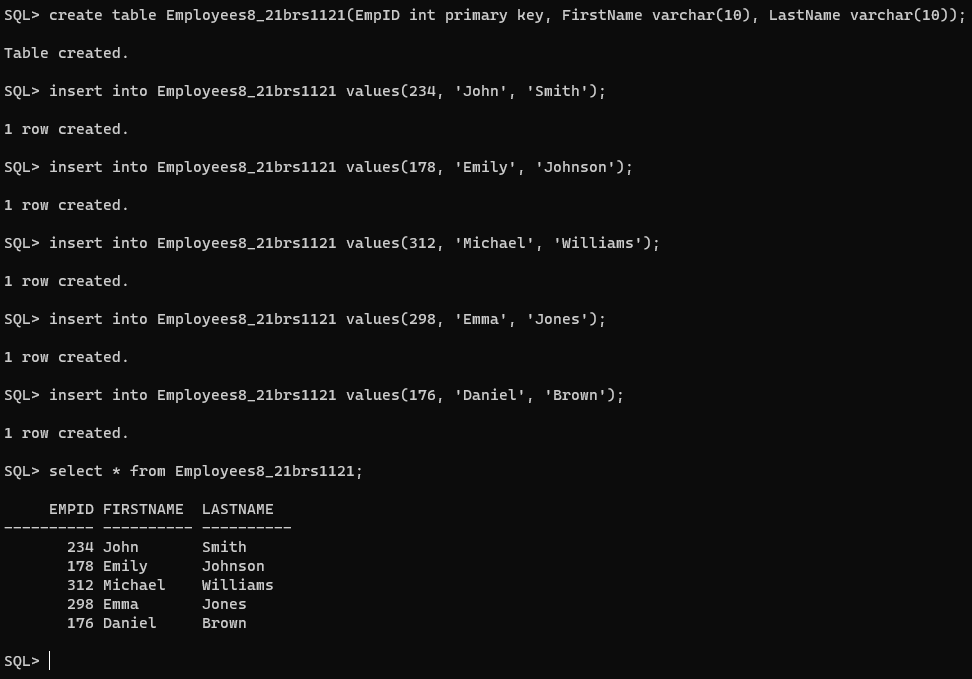 SQL> create table Employees8_21brs1121(EmpID int primary key, FirstName varchar(10), LastName varchar(10));
Table created.
SQL> insert into Employees8_21brs1121 values(234, 'John', 'Smith');
1 row created.
SQL> insert into Employees8_21brs1121 values(178, 'Emily', 'Johnson');
1 row created.
SQL> insert into Employees8_21brs1121 values(312, 'Michael', 'Williams');
1 row created.
SQL> insert into Employees8_21brs1121 values(298, 'Emma', 'Jones');
1 row created.
SQL> insert into Employees8_21brs1121 values(176, 'Daniel', 'Brown');
1 row created.
SQL> select * from Employees8_21brs1121;
     EMPID FIRSTNAME  LASTNAME
---------- ---------- ----------
       234 John       Smith
       178 Emily      Johnson
       312 Michael    Williams
       298 Emma       Jones
       176 Daniel     Brown
SQL>